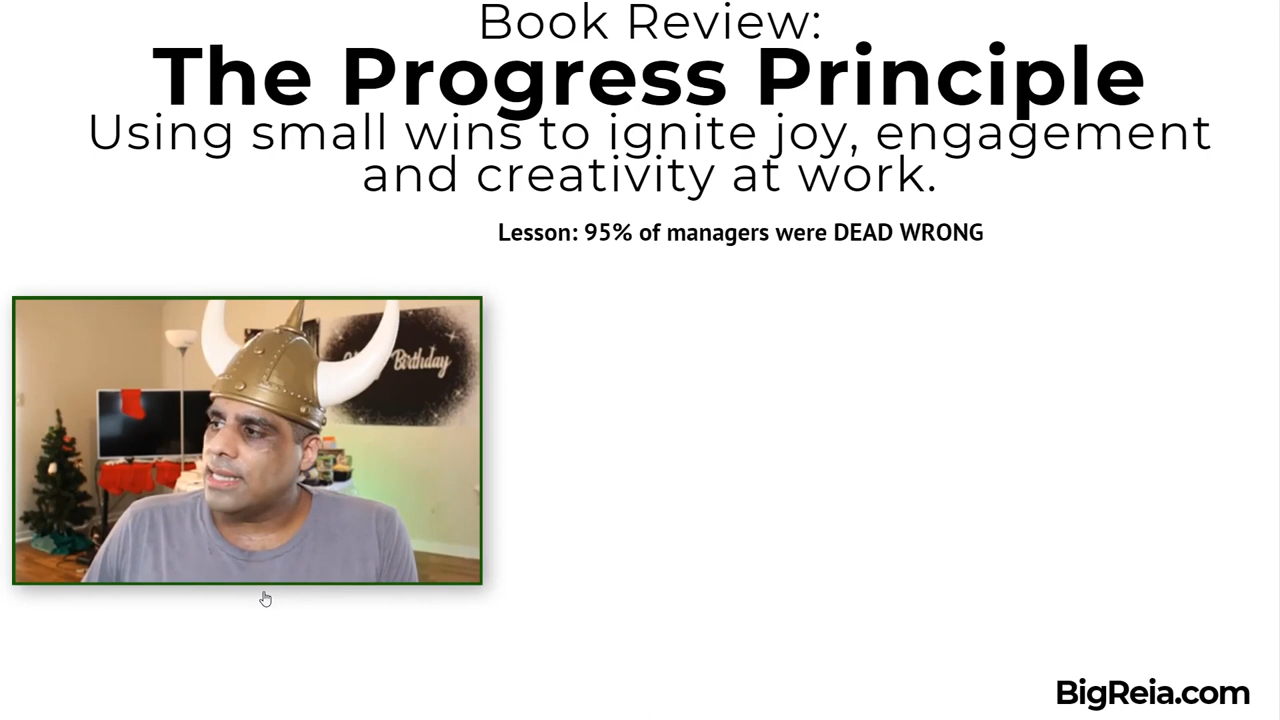 Book Review:
The Progress Principle
Using small wins to ignite joy, engagement
and creativity at work.
Lesson: 95% of managers were DEAD WRONG
Birthday
BigReia.com